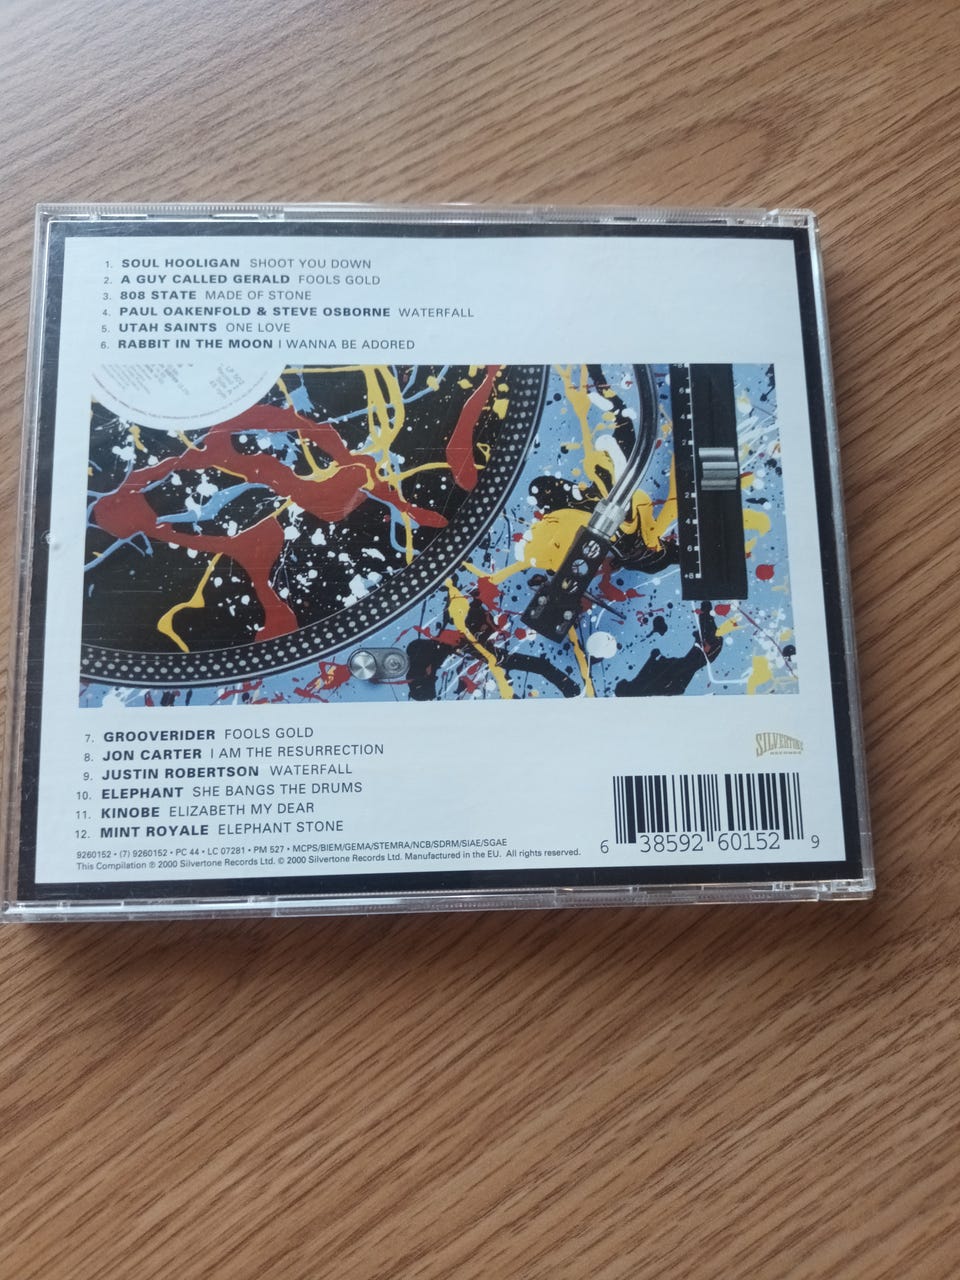 1. SOUL HOOLIGAN SHOOT YOU DOWN
2. A GUY CALLED GERALD FOOLS GOLD
3. 808 STATE MADE OF STONE
4. PAUL OAKENFOLD & STEVE OSBORNE WATERFALL
5. UTAH SAINTS ONE LOVE
6. RABBIT IN THE MOON I WANNA BE ADORED
7. GROOVERIDER FOOLS GOLD
8. JON CARTER I AM THE RESURRECTION
9. JUSTIN ROBERTSON WATERFALL
10. ELEPHANT SHE BANGS THE DRUMS
11. KINOBE ELIZABETH MY DEAR
12. MINT ROYALE ELEPHANT STONE
9260152 • (7) 9260152 • PC 44 • LC 07281 • PM 527 • MCPS/BIEM/GEMA/STEMRA/NCB/SDRM/SIAE/SGAE
This Compilation ℗ 2000 Silvertone Records Ltd. © 2000 Silvertone Records Ltd. Manufactured in the EU. All rights reserved.
SILVERTONE
RECORDS
6 38592 60152 9